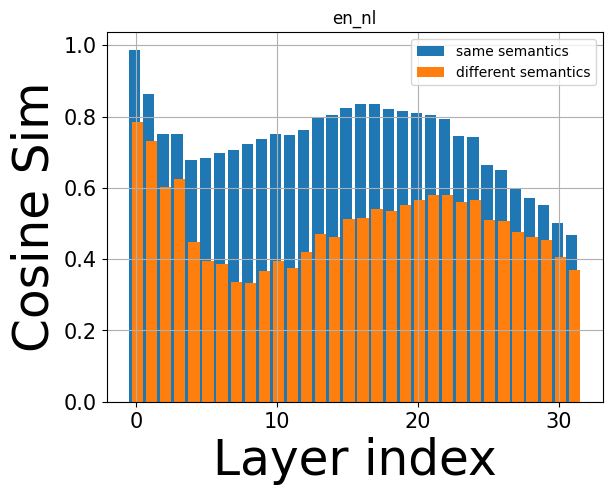 en_nl
same semantics
different semantics
Cosine Sim
1.0
0.8
0.6
0.4
0.2
0.0
0 10 20 30
Layer index